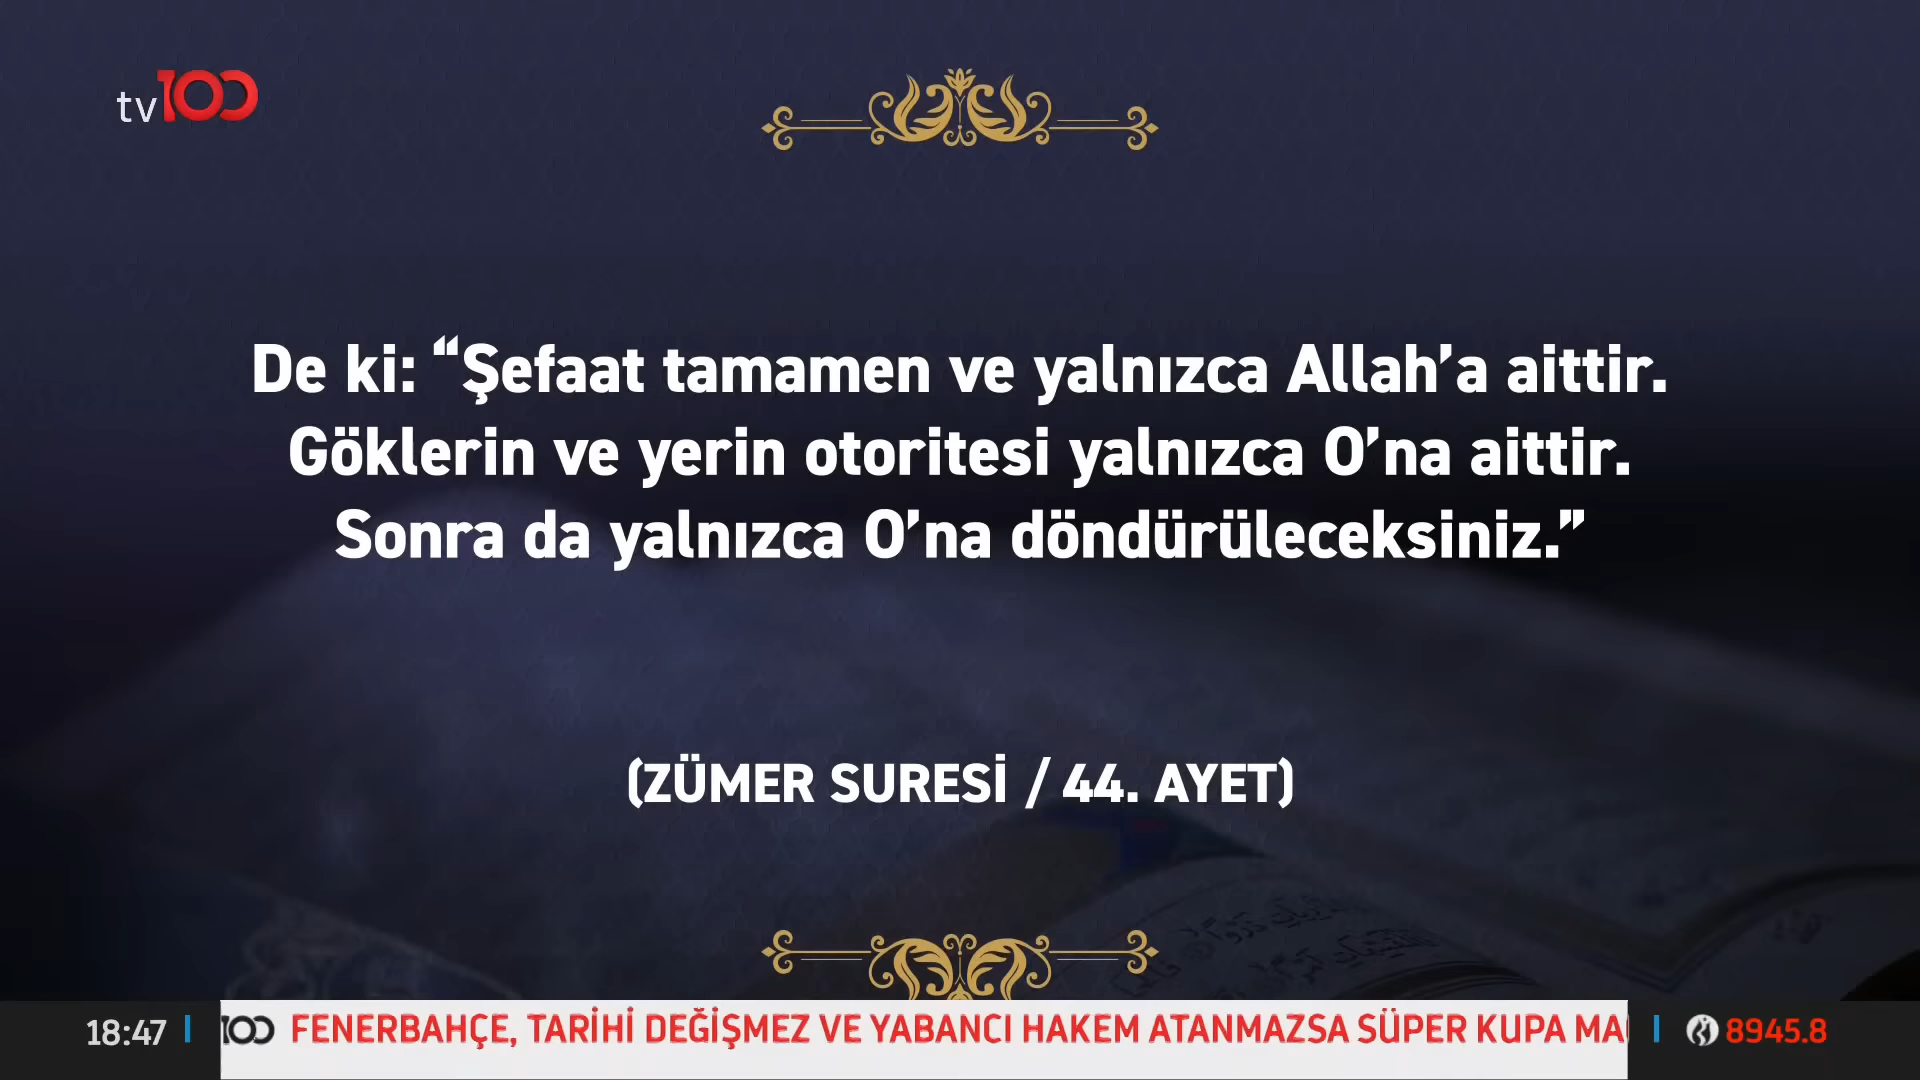 tv100
De ki: “Şefaat tamamen ve yalnızca Allah’a aittir.
Göklerin ve yerin otoritesi yalnızca O’na aittir.
Sonra da yalnızca O’na döndürüleceksiniz.”
(ZÜMER SURESİ / 44. AYET)
18:47
100 FENERBAHÇE, TARİHİ DEĞİŞMEZ VE YABANCI HAKEM ATANMAZSA SÜPER KUPA MA
8945.8